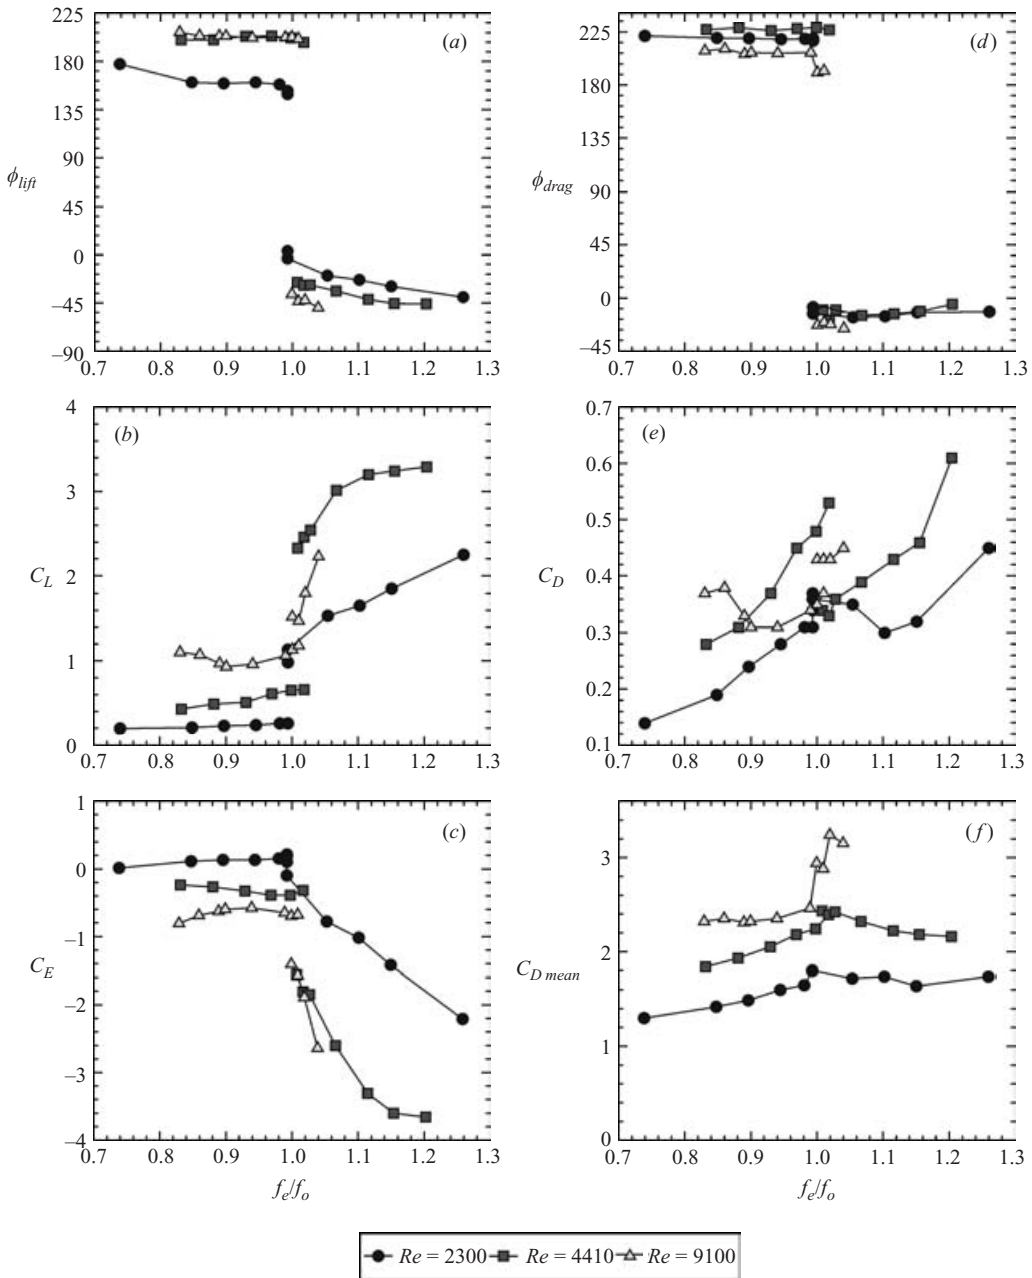 225
180
135
90
45
0
–45
–90
ϕlift
(a)
0.7 0.8 0.9 1.0 1.1 1.2 1.3
225
180
135
90
45
0
–45
ϕdrag
(d)
0.7 0.8 0.9 1.0 1.1 1.2 1.3
4
3
2
1
0
CL
(b)
0.7 0.8 0.9 1.0 1.1 1.2 1.3
0.7
0.6
0.5
0.4
0.3
0.2
0.1
CD
(e)
0.7 0.8 0.9 1.0 1.1 1.2 1.3
1
0
–1
–2
–3
–4
CE
(c)
0.7 0.8 0.9 1.0 1.1 1.2 1.3
fe/fo
3
2
1
0
CD mean
(f)
0.7 0.8 0.9 1.0 1.1 1.2 1.3
fe/fo
Re = 2300 Re = 4410 Re = 9100